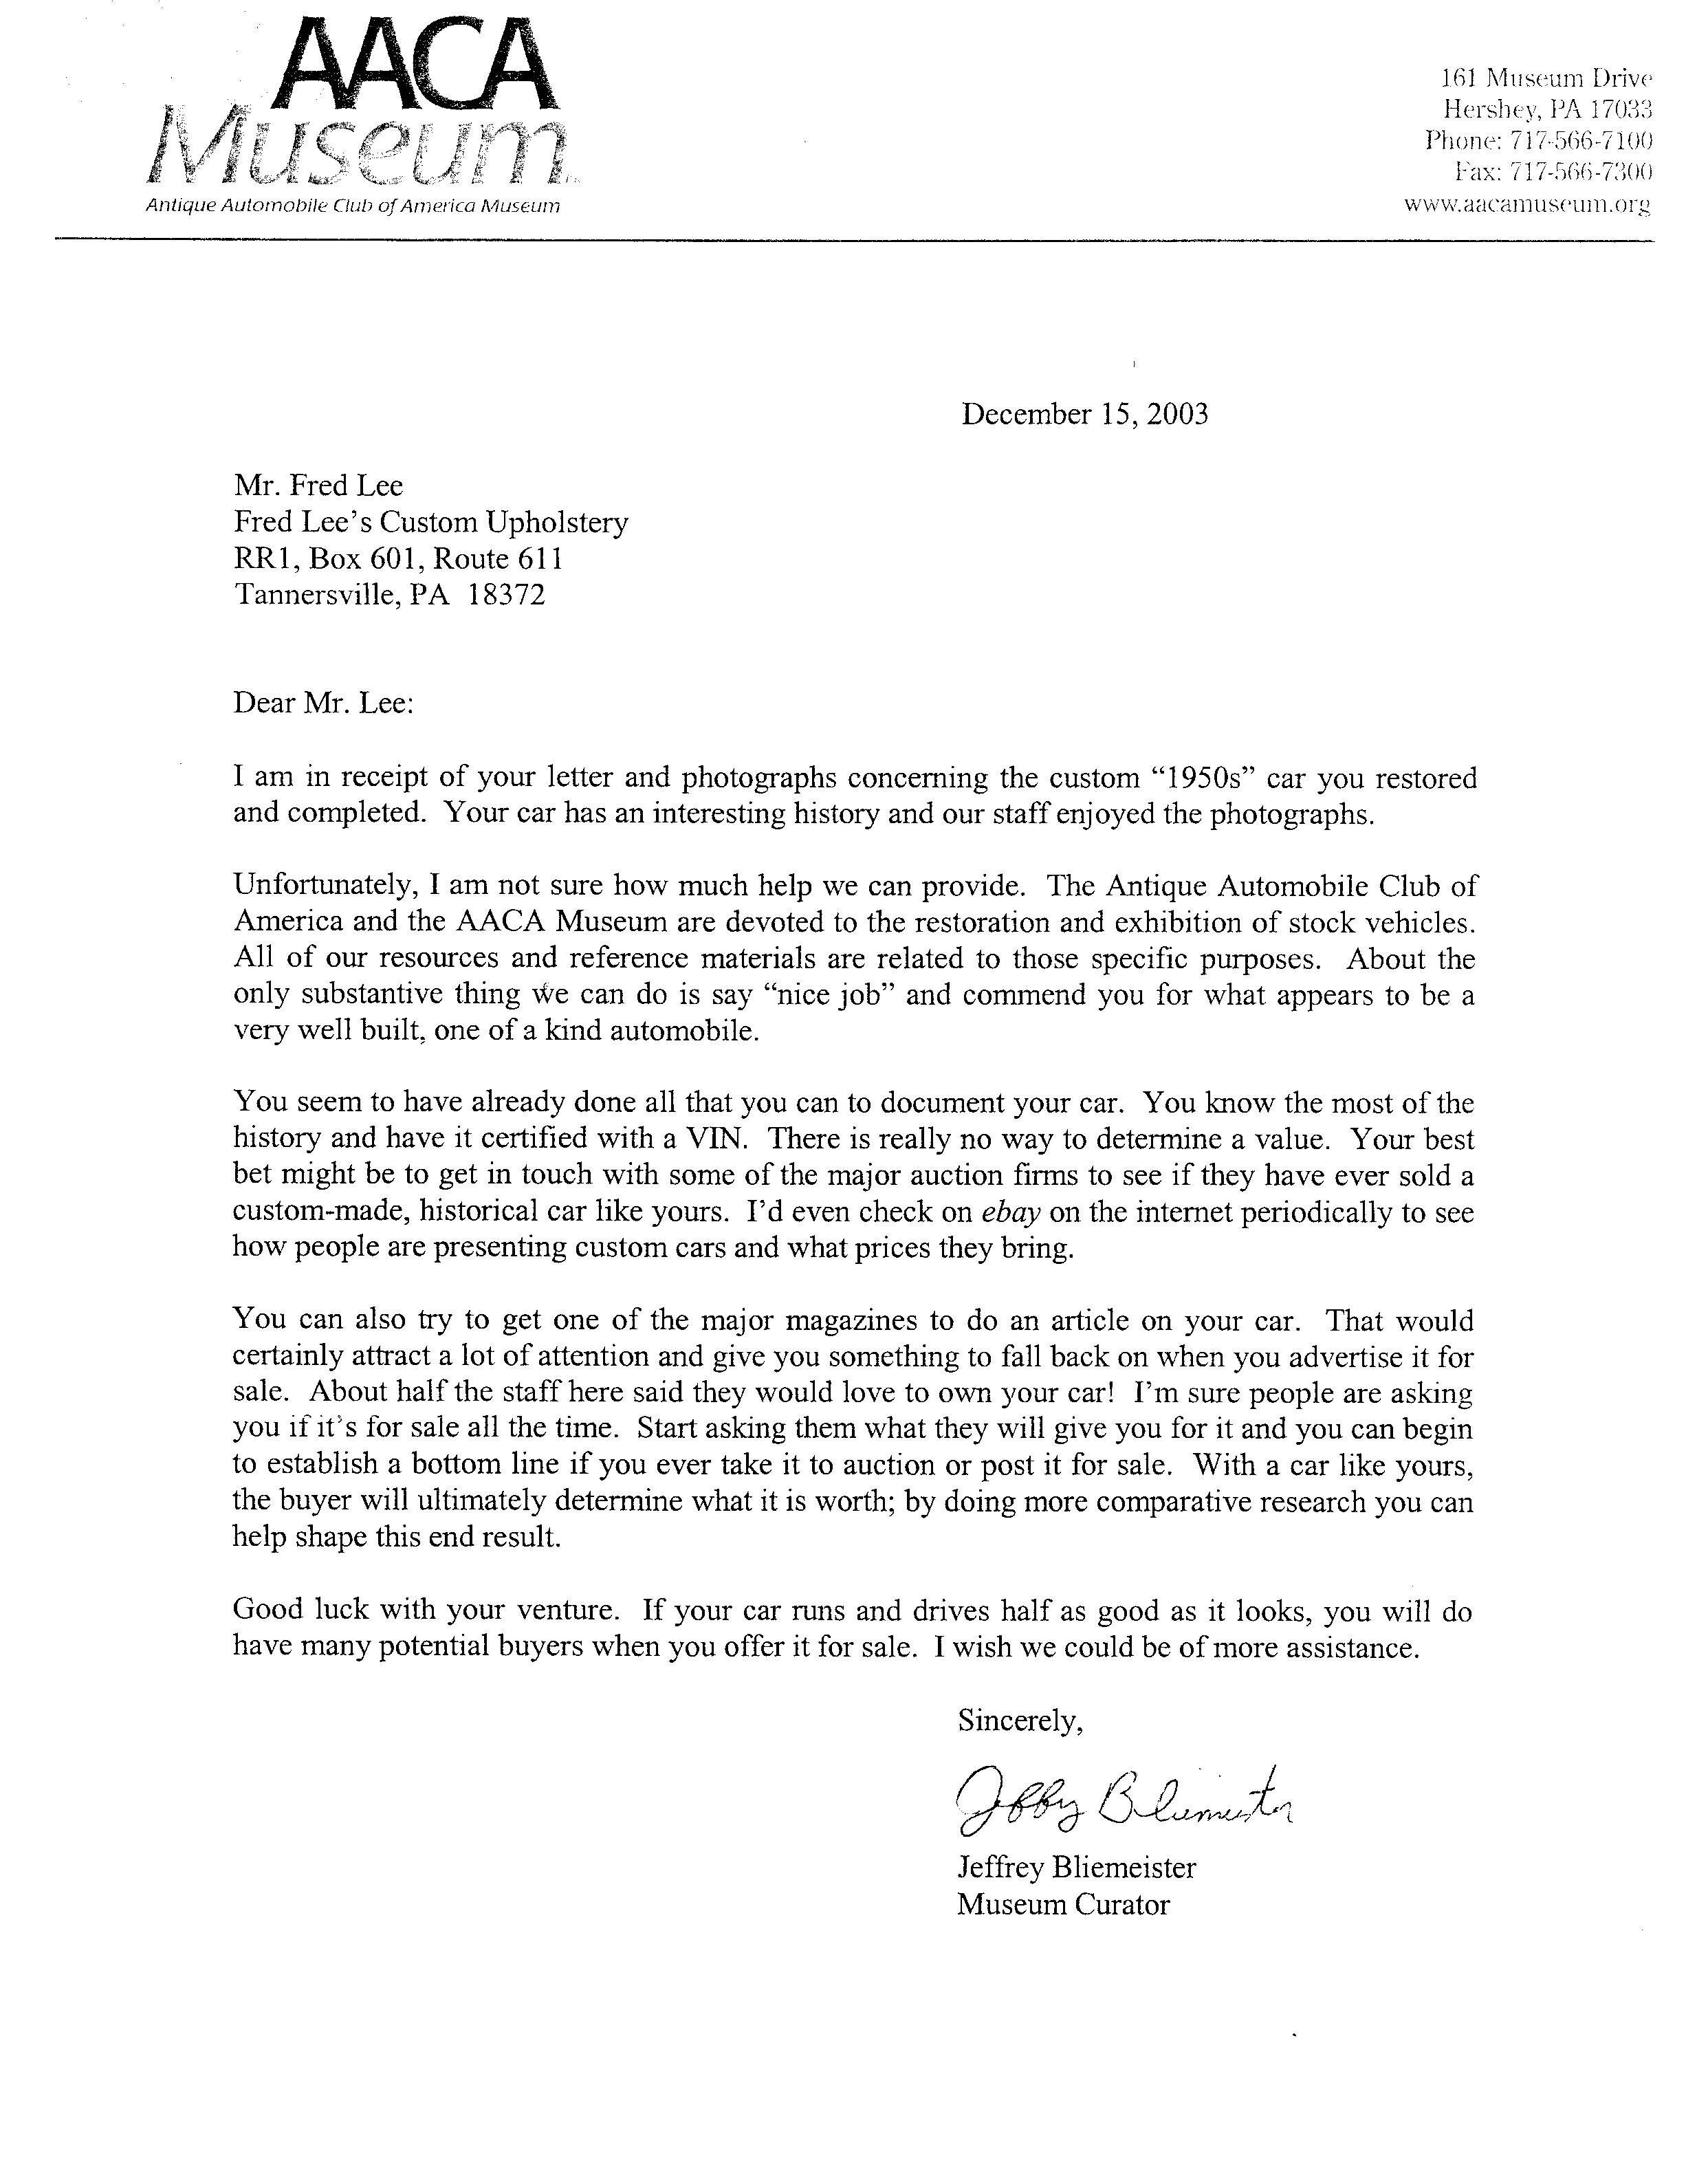 AACA
Museum
Antique Automobile Club of America Museum
161 Museum Drive
Hershey, PA 17033
Phone: 717-566-7100
Fax: 717-566-7300
www.aacamuseum.org
December 15, 2003
Mr. Fred Lee
Fred Lee's Custom Upholstery
RR1, Box 601, Route 611
Tannersville, PA 18372
Dear Mr. Lee:
I am in receipt of your letter and photographs concerning the custom “1950s” car you restored
and completed. Your car has an interesting history and our staff enjoyed the photographs.
Unfortunately, I am not sure how much help we can provide. The Antique Automobile Club of
America and the AACA Museum are devoted to the restoration and exhibition of stock vehicles.
All of our resources and reference materials are related to those specific purposes. About the
only substantive thing we can do is say “nice job” and commend you for what appears to be a
very well built, one of a kind automobile.
You seem to have already done all that you can to document your car. You know the most of the
history and have it certified with a VIN. There is really no way to determine a value. Your best
bet might be to get in touch with some of the major auction firms to see if they have ever sold a
custom-made, historical car like yours. I'd even check on ebay on the internet periodically to see
how people are presenting custom cars and what prices they bring.
You can also try to get one of the major magazines to do an article on your car. That would
certainly attract a lot of attention and give you something to fall back on when you advertise it for
sale. About half the staff here said they would love to own your car! I'm sure people are asking
you if it's for sale all the time. Start asking them what they will give you for it and you can begin
to establish a bottom line if you ever take it to auction or post it for sale. With a car like yours,
the buyer will ultimately determine what it is worth; by doing more comparative research you can
help shape this end result.
Good luck with your venture. If your car runs and drives half as good as it looks, you will do
have many potential buyers when you offer it for sale. I wish we could be of more assistance.
Sincerely,
Jeffrey Bliemeister
Museum Curator